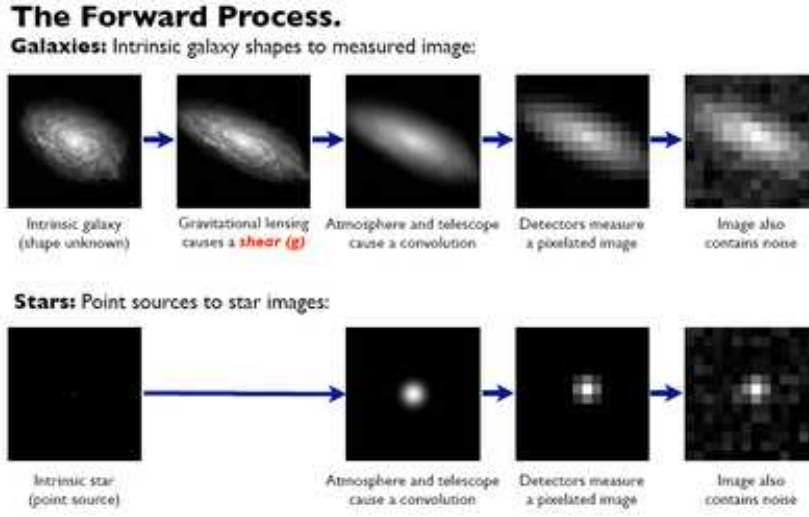 The Forward Process.
Galaxies: Intrinsic galaxy shapes to measured image:
Intrinsic galaxy
(shape unknown)
Gravitational lensing
causes a shear (g)
Atmosphere and telescope
cause a convolution
Detectors measure
a pixelated image
Image also
contains noise
Stars: Point sources to star images:
Intrinsic star
(point source)
Atmosphere and telescope
cause a convolution
Detectors measure
a pixelated image
Image also
contains noise